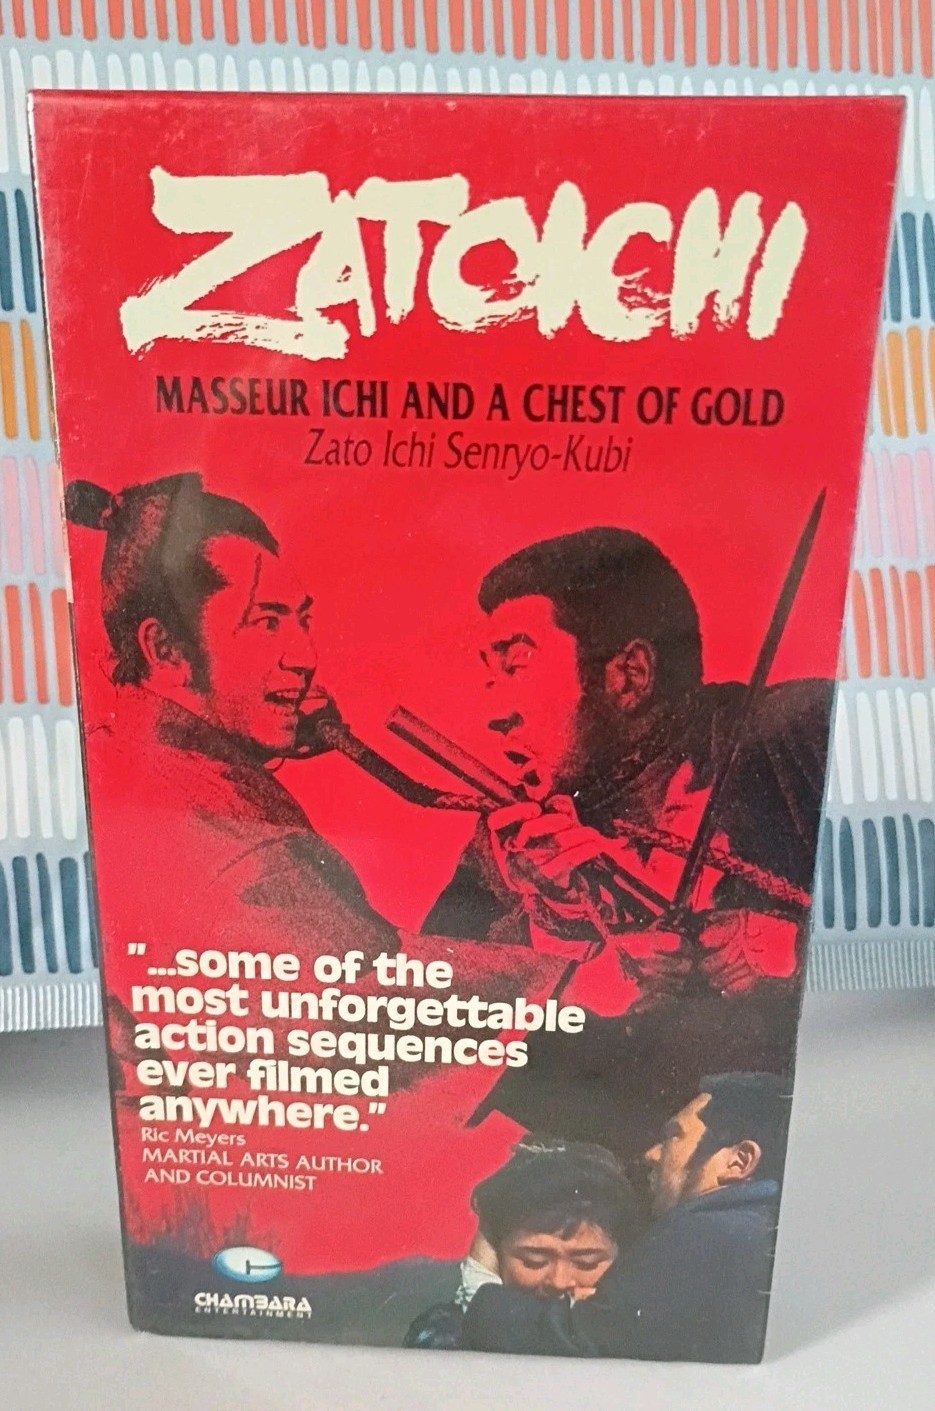 ZATOICHI
MASSEUR ICHI AND A CHEST OF GOLD
Zato Ichi Senryo-Kubi
"...some of the
most unforgettable
action sequences
ever filmed
anywhere."
Ric Meyers
MARTIAL ARTS AUTHOR
AND COLUMNIST
CHAMBARA
ENTERTAINMENT